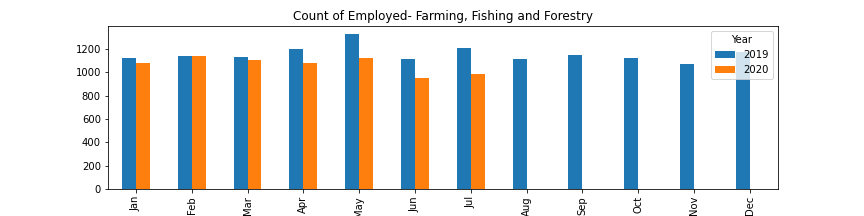 Count of Employed- Farming, Fishing and Forestry
Year
2019
2020
1200
1000
800
600
400
200
0
Jan
Feb
Mar
Apr
May
Jun
Jul
Aug
Sep
Oct
Nov
Dec